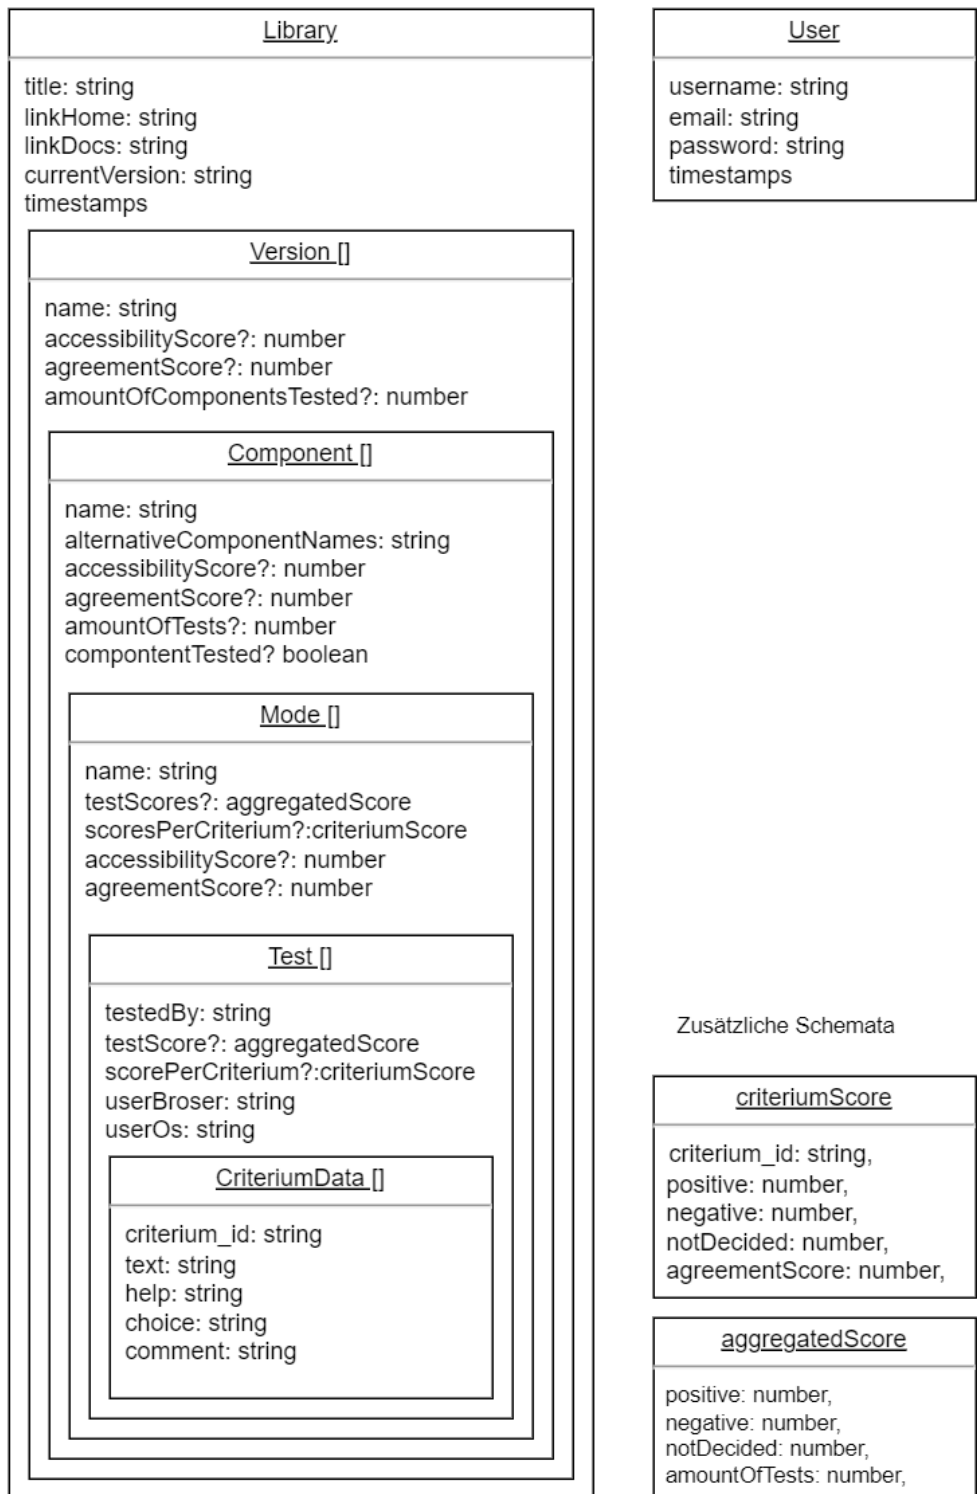 Library
title: string
linkHome: string
linkDocs: string
currentVersion: string
timestamps
Version []
name: string
accessibilityScore?: number
agreementScore?: number
amountOfComponentsTested?: number
Component []
name: string
alternativeComponentNames: string
accessibilityScore?: number
agreementScore?: number
amountOfTests?: number
compontentTested? boolean
Mode []
name: string
testScores?: aggregatedScore
scoresPerCriterium?:criteriumScore
accessibilityScore?: number
agreementScore?: number
Test []
testedBy: string
testScore?: aggregatedScore
scorePerCriterium?:criteriumScore
userBroser: string
userOs: string
CriteriumData []
criterium_id: string
text: string
help: string
choice: string
comment: string
User
username: string
email: string
password: string
timestamps
Zusätzliche Schemata
criteriumScore
criterium_id: string,
positive: number,
negative: number,
notDecided: number,
agreementScore: number,
aggregatedScore
positive: number,
negative: number,
notDecided: number,
amountOfTests: number,